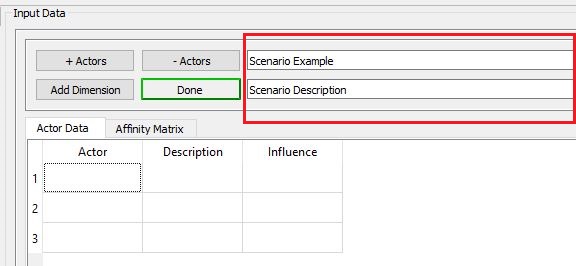 Input Data
+ Actors - Actors Scenario Example
Add Dimension Done Scenario Description
Actor Data Affinity Matrix
Actor Description Influence
1
2
3